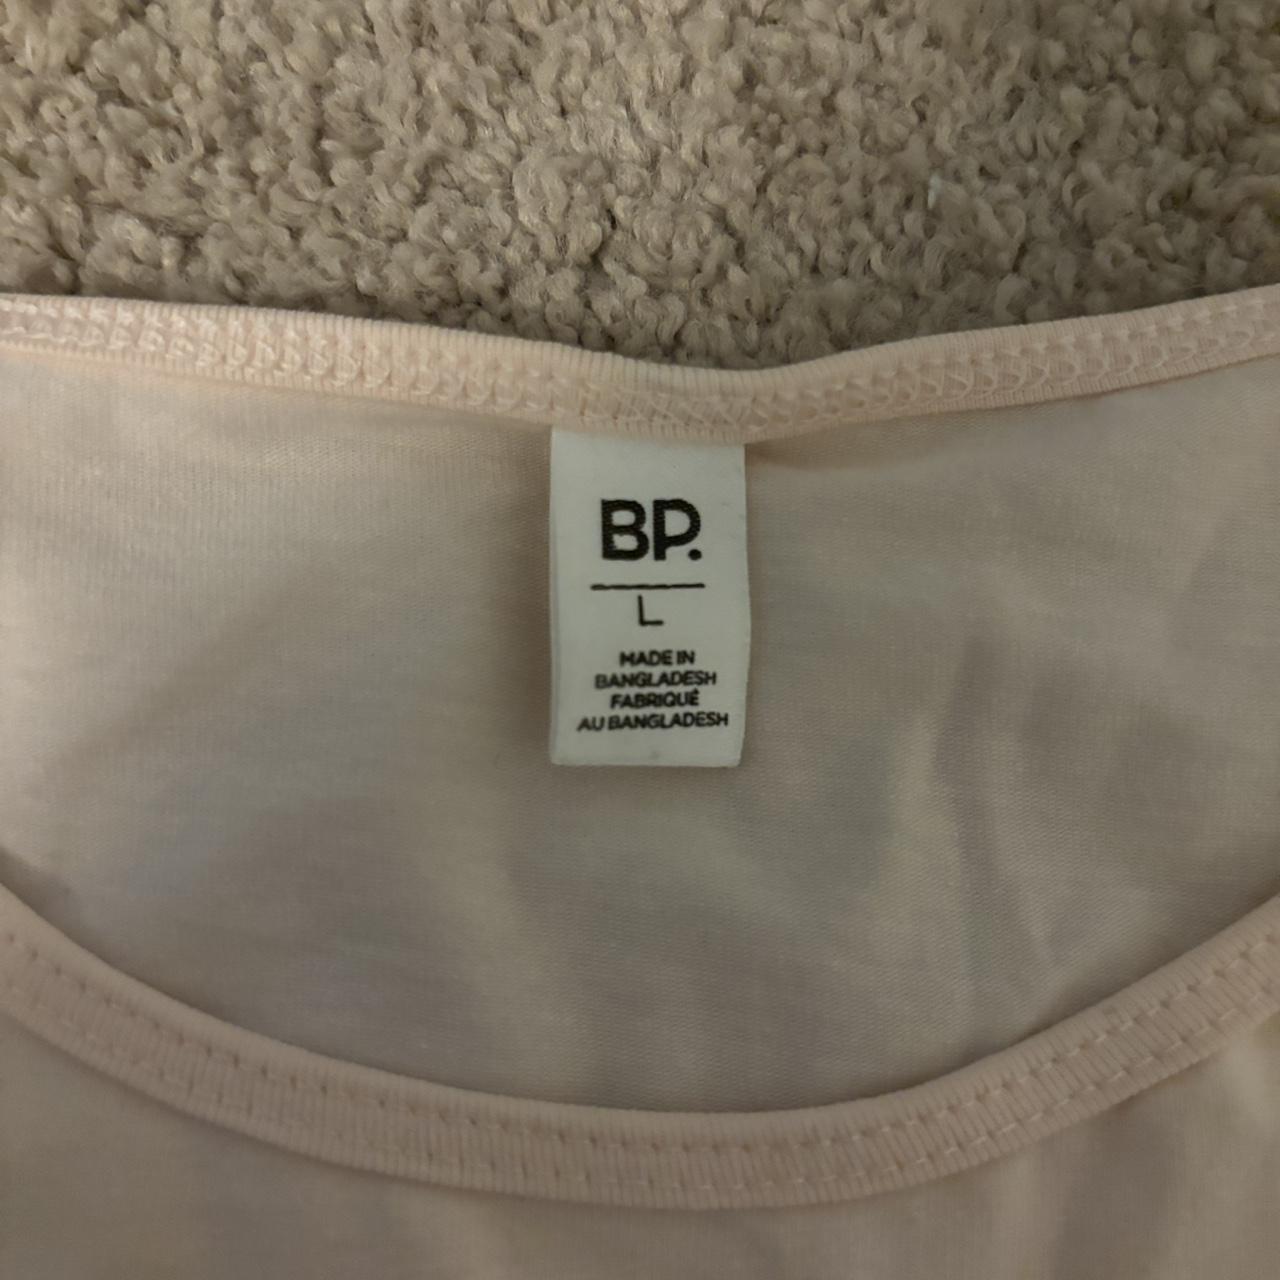 BP.
L
MADE IN
BANGLADESH
FABRIQUÉ
AU BANGLADESH